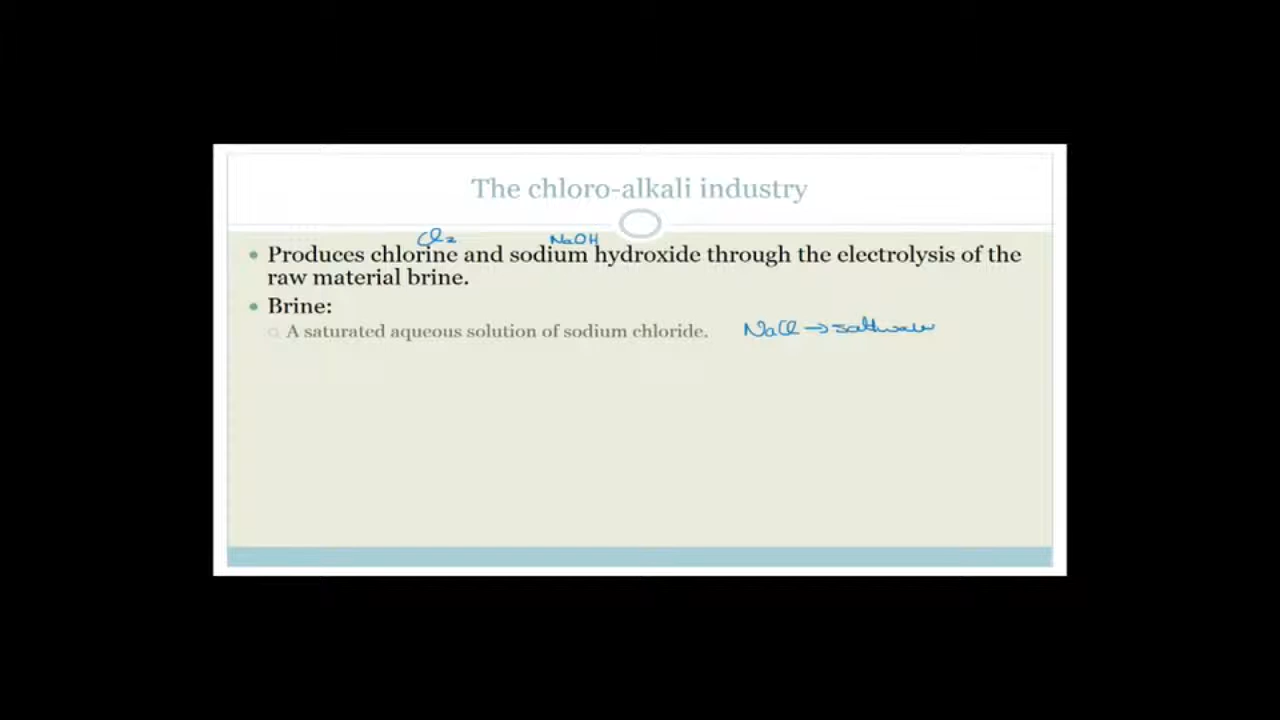 The chloro-alkali industry
Cl₂ NaOH
• Produces chlorine and sodium hydroxide through the electrolysis of the
raw material brine.
• Brine:
○ A saturated aqueous solution of sodium chloride. NaCl → saltwater